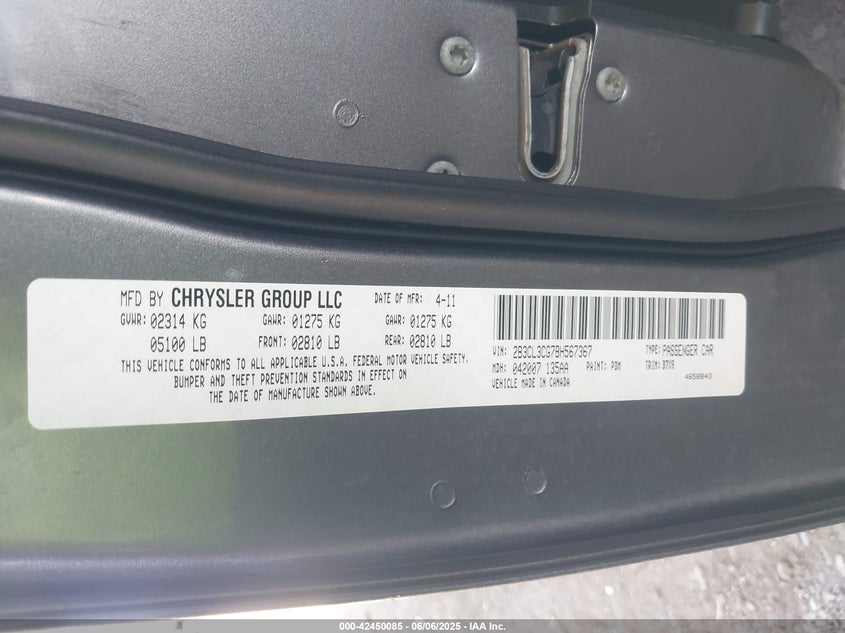 MFD BY CHRYSLER GROUP LLC DATE OF MFR: 4-11
GVWR: 02314 KG GAWR: 01275 KG GAWR: 01275 KG
05100 LB FRONT: 02810 LB REAR: 02810 LB
THIS VEHICLE CONFORMS TO ALL APPLICABLE U.S.A. FEDERAL MOTOR VEHICLE SAFETY,
BUMPER AND THEFT PREVENTION STANDARDS IN EFFECT ON
THE DATE OF MANUFACTURE SHOWN ABOVE.
VIN: 2B3CL3CG7BH567367 TYPE: PASSENGER CAR
MDH: 042007 135AA PAINT: PDM TRIM: B7X9
VEHICLE MADE IN CANADA 4658843
000-42450085 - 06/06/2025 - IAA Inc.